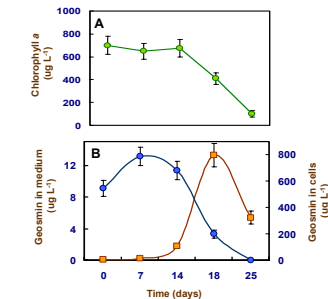 A
Chlorophyll a
(ug L-1)
1000
800
600
400
200
0
B
Geosmin in medium
(ug L-1)
12
8
4
0
800
600
400
200
0
Geosmin in cells
(ug L-1)
0 7 14 18 25
Time (days)